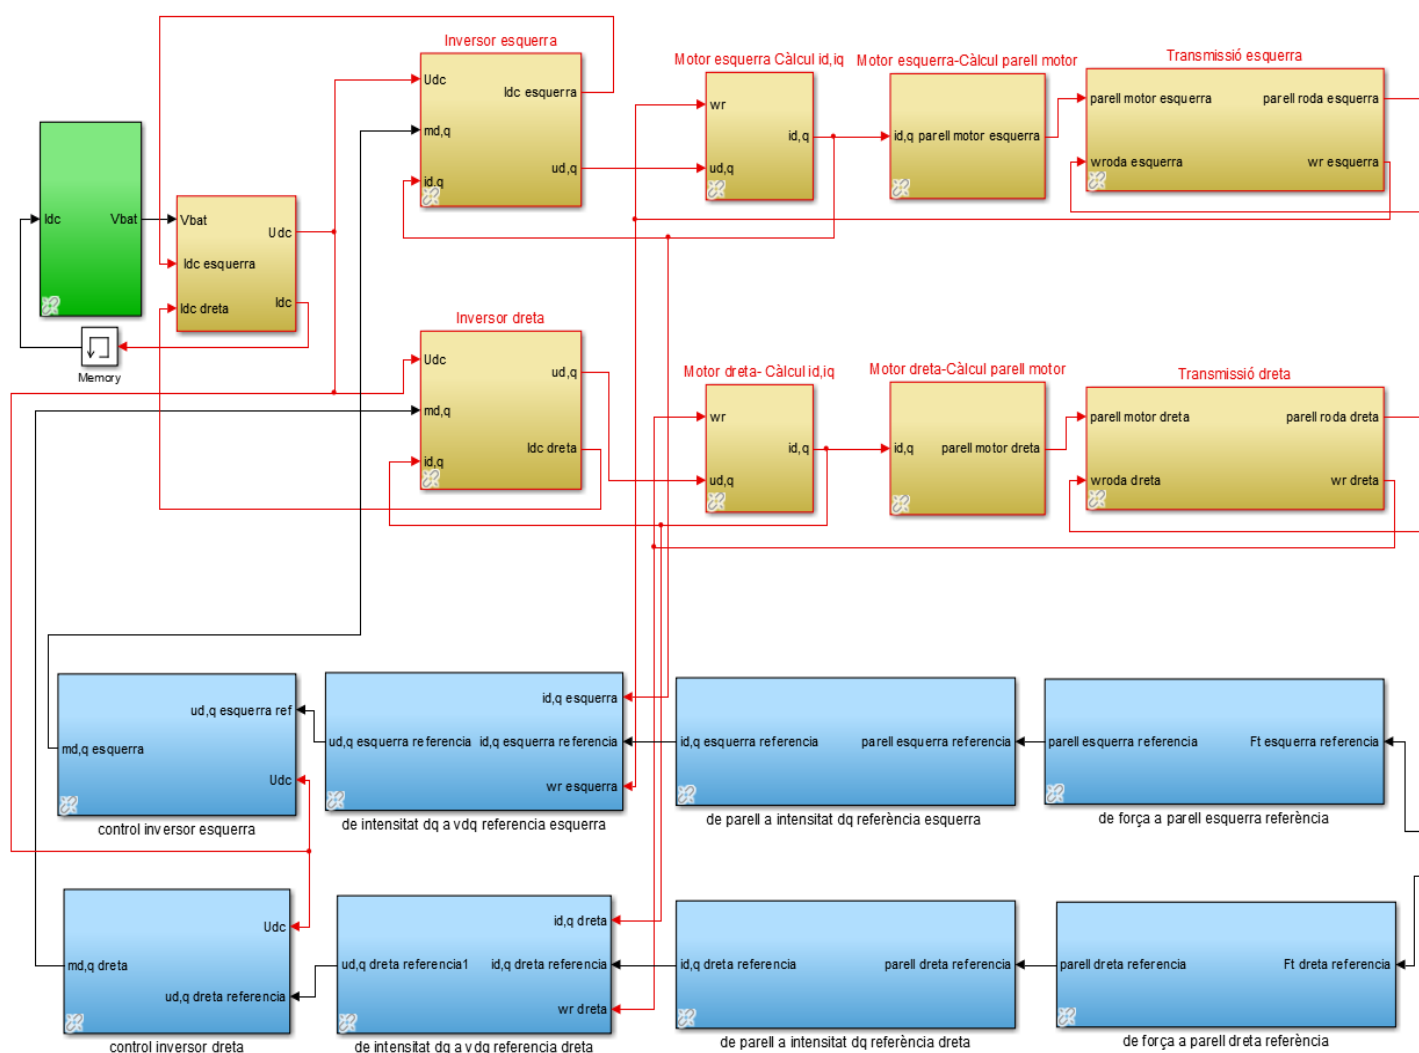 Inversor esquerra
Udc
Idc esquerra
md,q
ud,q
id.q
Motor esquerra Càlcul id,iq
wr
id,q
ud,q
Motor esquerra-Càlcul parell motor
id,q parell motor esquerra
Transmissió esquerra
parell motor esquerra
parell roda esquerra
wroda esquerra
wr esquerra
Idc
Vbat
Vbat
Udc
Idc esquerra
Idc
Idc dreta
Memory
Inversor dreta
Udc
ud,q
md,q
Idc dreta
id,q
Motor dreta- Càlcul id,iq
wr
id,q
ud,q
Motor dreta-Càlcul parell motor
id,q
parell motor dreta
Transmissió dreta
parell motor dreta
parell roda dreta
wroda dreta
wr dreta
ud,q esquerra ref
md,q esquerra
Udc
control inversor esquerra
id,q esquerra
ud,q esquerra referencia
id,q esquerra referencia
wr esquerra
de intensitat dq a vdq referencia esquerra
id,q esquerra referencia
parell esquerra referencia
de parell a intensitat dq referència esquerra
parell esquerra referencia
Ft esquerra referencia
de força a parell esquerra referència
Udc
md,q dreta
ud,q dreta referencia
control inversor dreta
id,q dreta
ud,q dreta referencia1
id,q dreta referencia
wr dreta
de intensitat dq a vdq referencia dreta
id,q dreta referencia
parell dreta referencia
de parell a intensitat dq referència dreta
parell dreta referencia
Ft dreta referencia
de força a parell dreta referència